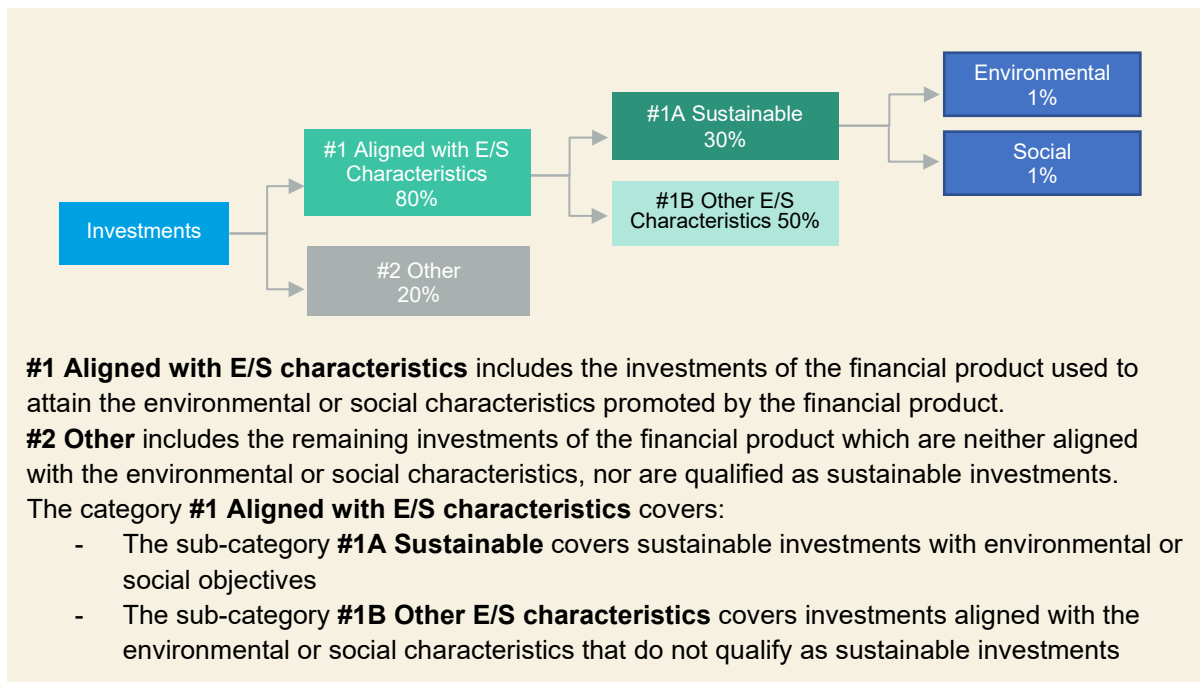 Environmental
1%
#1A Sustainable
30%
#1 Aligned with E/S
Characteristics
80%
Social
1%
#1B Other E/S
Characteristics 50%
Investments
#2 Other
20%
#1 Aligned with E/S characteristics includes the investments of the financial product used to
attain the environmental or social characteristics promoted by the financial product.
#2 Other includes the remaining investments of the financial product which are neither aligned
with the environmental or social characteristics, nor are qualified as sustainable investments.
The category #1 Aligned with E/S characteristics covers:
- The sub-category #1A Sustainable covers sustainable investments with environmental or
social objectives
- The sub-category #1B Other E/S characteristics covers investments aligned with the
environmental or social characteristics that do not qualify as sustainable investments